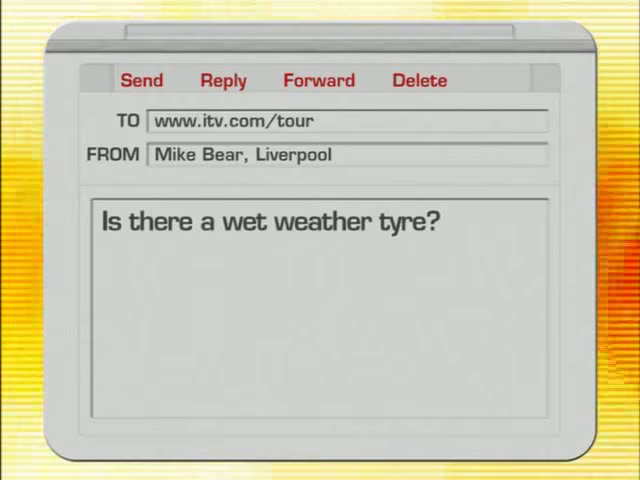 Send Reply Forward Delete
TO www.itv.com/tour
FROM Mike Bear, Liverpool
Is there a wet weather tyre?